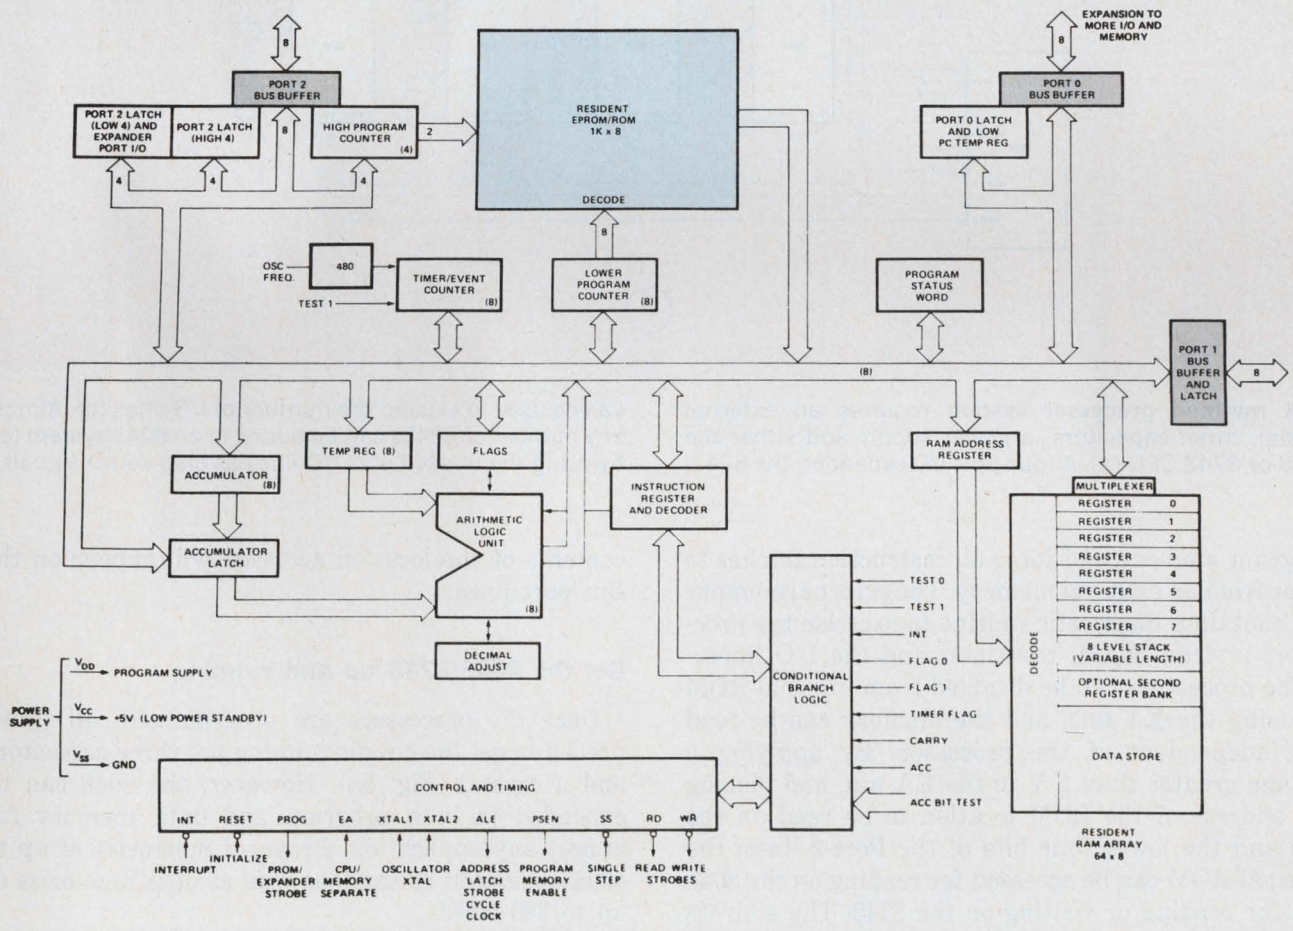 EXPANSION TO
MORE I/O AND
MEMORY
8
8
PORT 2
BUS BUFFER
PORT 0
BUS BUFFER
PORT 2 LATCH
(LOW 4) AND
EXPANDER
PORT I/O
PORT 2 LATCH
(HIGH 4)
8
HIGH PROGRAM
COUNTER
(4)
2
RESIDENT
EPROM/ROM
1K x 8
DECODE
PORT 0 LATCH
AND LOW
PC TEMP REG
4
4
4
8
OSC
FREQ.
480
TEST 1
TIMER/EVENT
COUNTER
(8)
LOWER
PROGRAM
COUNTER
(8)
PROGRAM
STATUS
WORD
PORT 1
BUS
BUFFER
AND
LATCH
8
(8)
ACCUMULATOR
(8)
TEMP REG (8)
FLAGS
RAM ADDRESS
REGISTER
ACCUMULATOR
LATCH
ARITHMETIC
LOGIC
UNIT
(8)
INSTRUCTION
REGISTER
AND DECODER
DECIMAL
ADJUST
CONDITIONAL
BRANCH
LOGIC
TEST 0
TEST 1
INT
FLAG 0
FLAG 1
TIMER FLAG
CARRY
ACC
ACC BIT TEST
DECODE
MULTIPLEXER
REGISTER 0
REGISTER 1
REGISTER 2
REGISTER 3
REGISTER 4
REGISTER 5
REGISTER 6
REGISTER
8 LEVEL STACK
(VARIABLE LENGTH)
OPTIONAL SECOND
REGISTER BANK
DATA STORE
RESIDENT
RAM ARRAY
64 x 8
POWER
SUPPLY
VDD
PROGRAM SUPPLY
VCC
+5V (LOW POWER STANDBY)
VSS
GND
CONTROL AND TIMING
INT RESET PROG EA XTAL1 XTAL2 ALE PSEN SS RD WR
INTERRUPT
INITIALIZE
PROM/
EXPANDER
STROBE
CPU/
MEMORY
SEPARATE
OSCILLATOR
XTAL
ADDRESS
LATCH
STROBE
CYCLE
CLOCK
PROGRAM
MEMORY
ENABLE
SINGLE
STEP
READ WRITE
STROBES